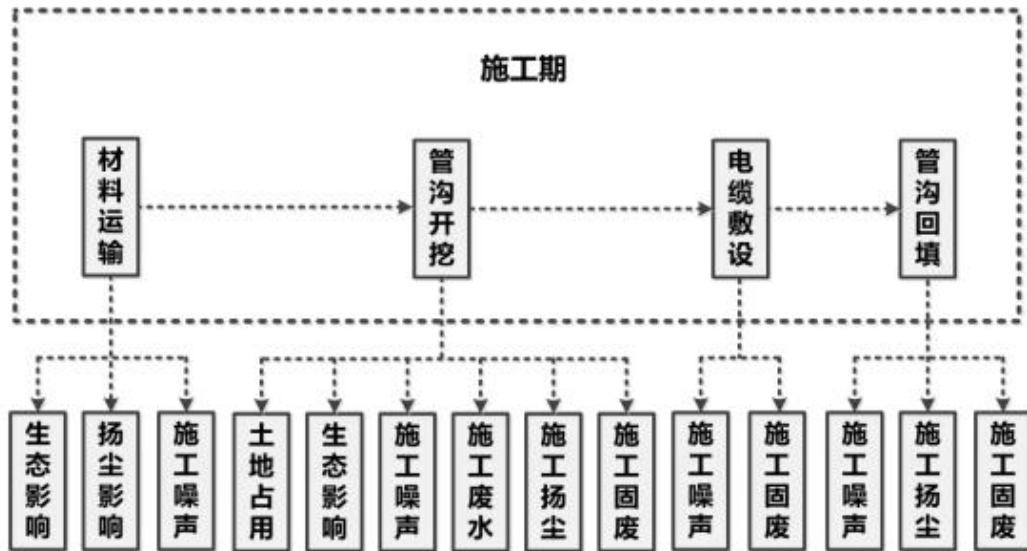 施工期
材料运输
管沟开挖
电缆敷设
管沟回填
生态影响
扬尘影响
施工噪声
土地占用
生态影响
施工噪声
施工废水
施工扬尘
施工固废
施工噪声
施工固废
施工噪声
施工扬尘
施工固废